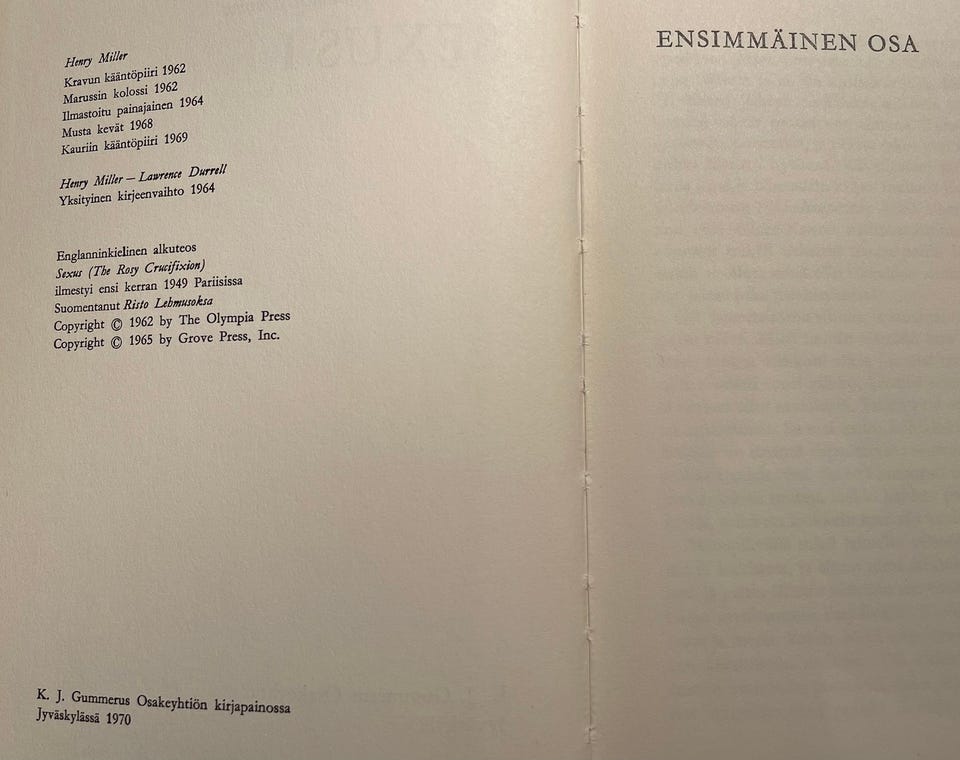 Henry Miller
Kravun kääntöpiiri 1962
Marussin kolossi 1962
Ilmastoitu painajainen 1964
Musta kevät 1968
Kauriin kääntöpiiri 1969
Henry Miller — Lawrence Durrell
Yksityinen kirjeenvaihto 1964
Englanninkielinen alkuteos
Sexus (The Rosy Crucifixion)
ilmestyi ensi kerran 1949 Pariisissa
Suomentanut Risto Lehmusoksa
Copyright © 1962 by The Olympia Press
Copyright © 1965 by Grove Press, Inc.
K. J. Gummerus Osakeyhtiön kirjapainossa
Jyväskylässä 1970
ENSIMMÄINEN OSA